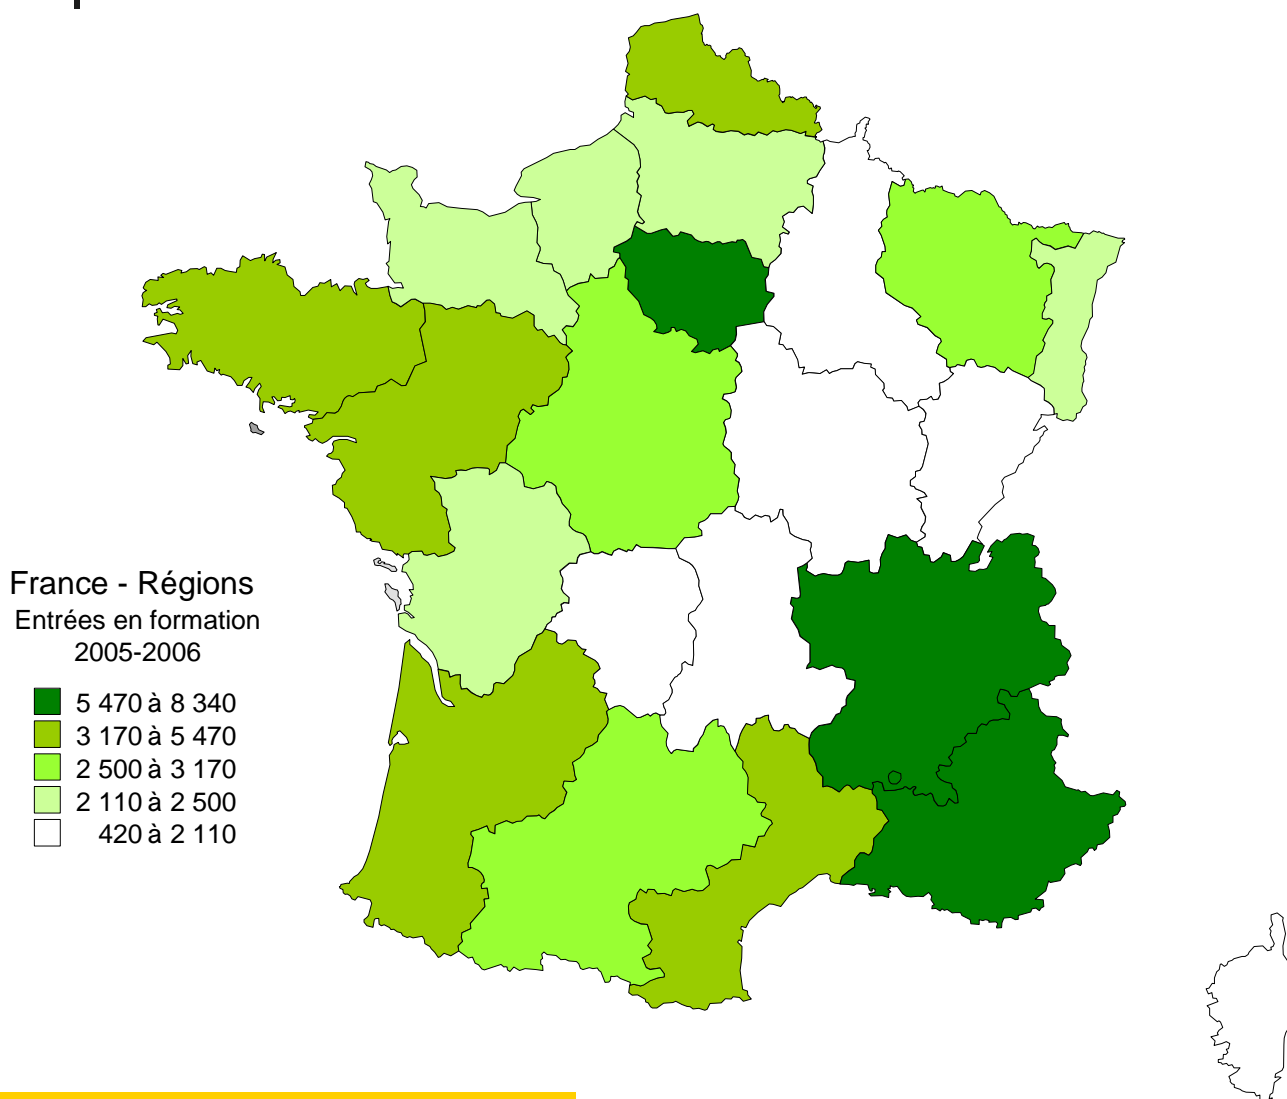 France - Régions
Entrées en formation
2005-2006
5 470 à 8 340
3 170 à 5 470
2 500 à 3 170
2 110 à 2 500
420 à 2 110